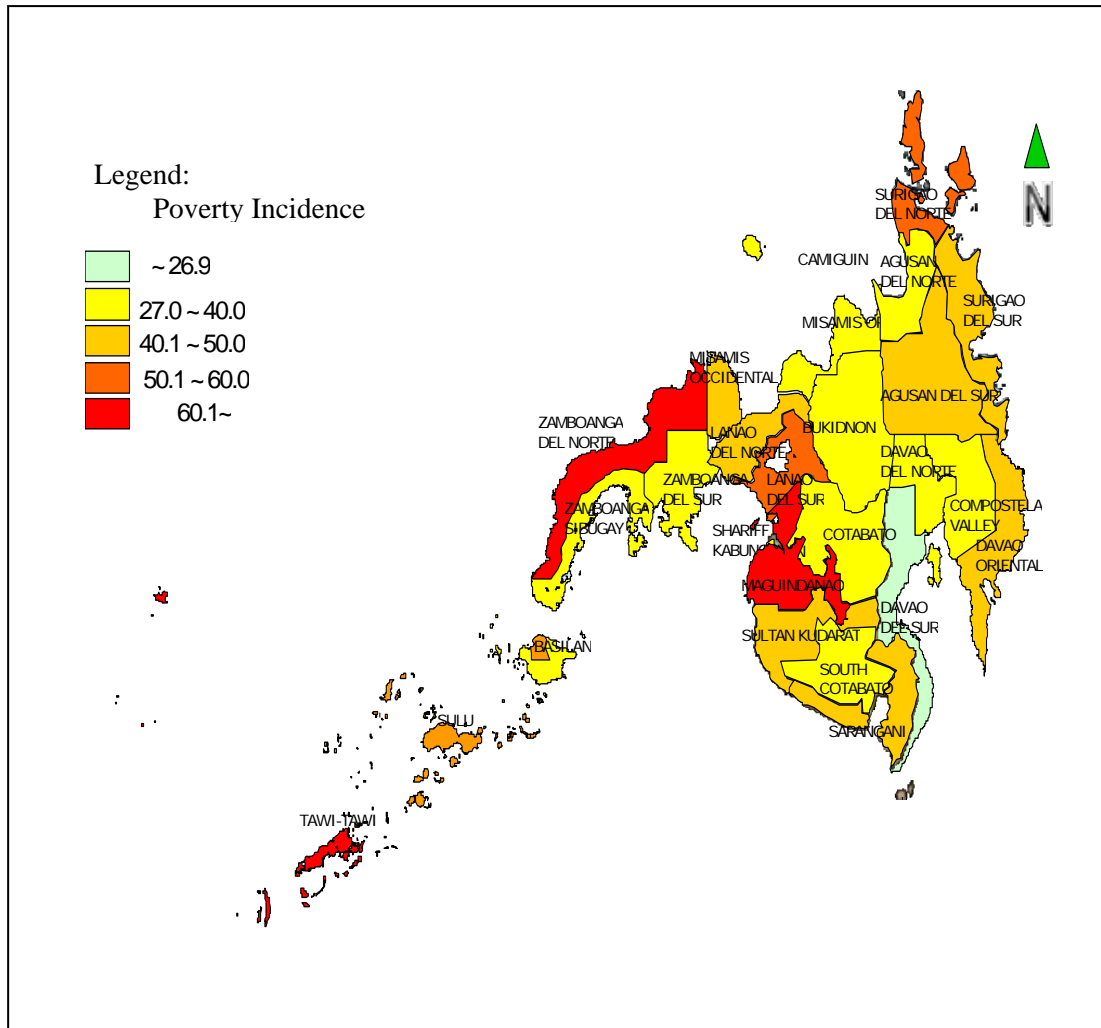 Legend:
Poverty Incidence
~ 26.9
27.0 ~ 40.0
40.1 ~ 50.0
50.1 ~ 60.0
60.1~
N
SURIGAO
DEL NORTE
CAMIGUIN
AGUSAN
DEL NORTE
SURIGAO
DEL SUR
MISAMIS OR
MISAMIS
OCCIDENTAL
AGUSAN DEL SUR
ZAMBOANGA
DEL NORTE
LANAO
DEL NORTE
BUKIDNON
DAVAO
DEL NORTE
ZAMBOANGA
DEL SUR
LANAO
DEL SUR
ZAMBOANGA
SIBUGAY
COMPOSTELA
VALLEY
SHARIFF
COTABATO
DAVAO
ORIENTAL
MAGUINDANAO
DAVAO
DEL SUR
SULTAN KUDARAT
BASILAN
SOUTH
COTABATO
SULU
SARANGANI
TAWI-TAWI